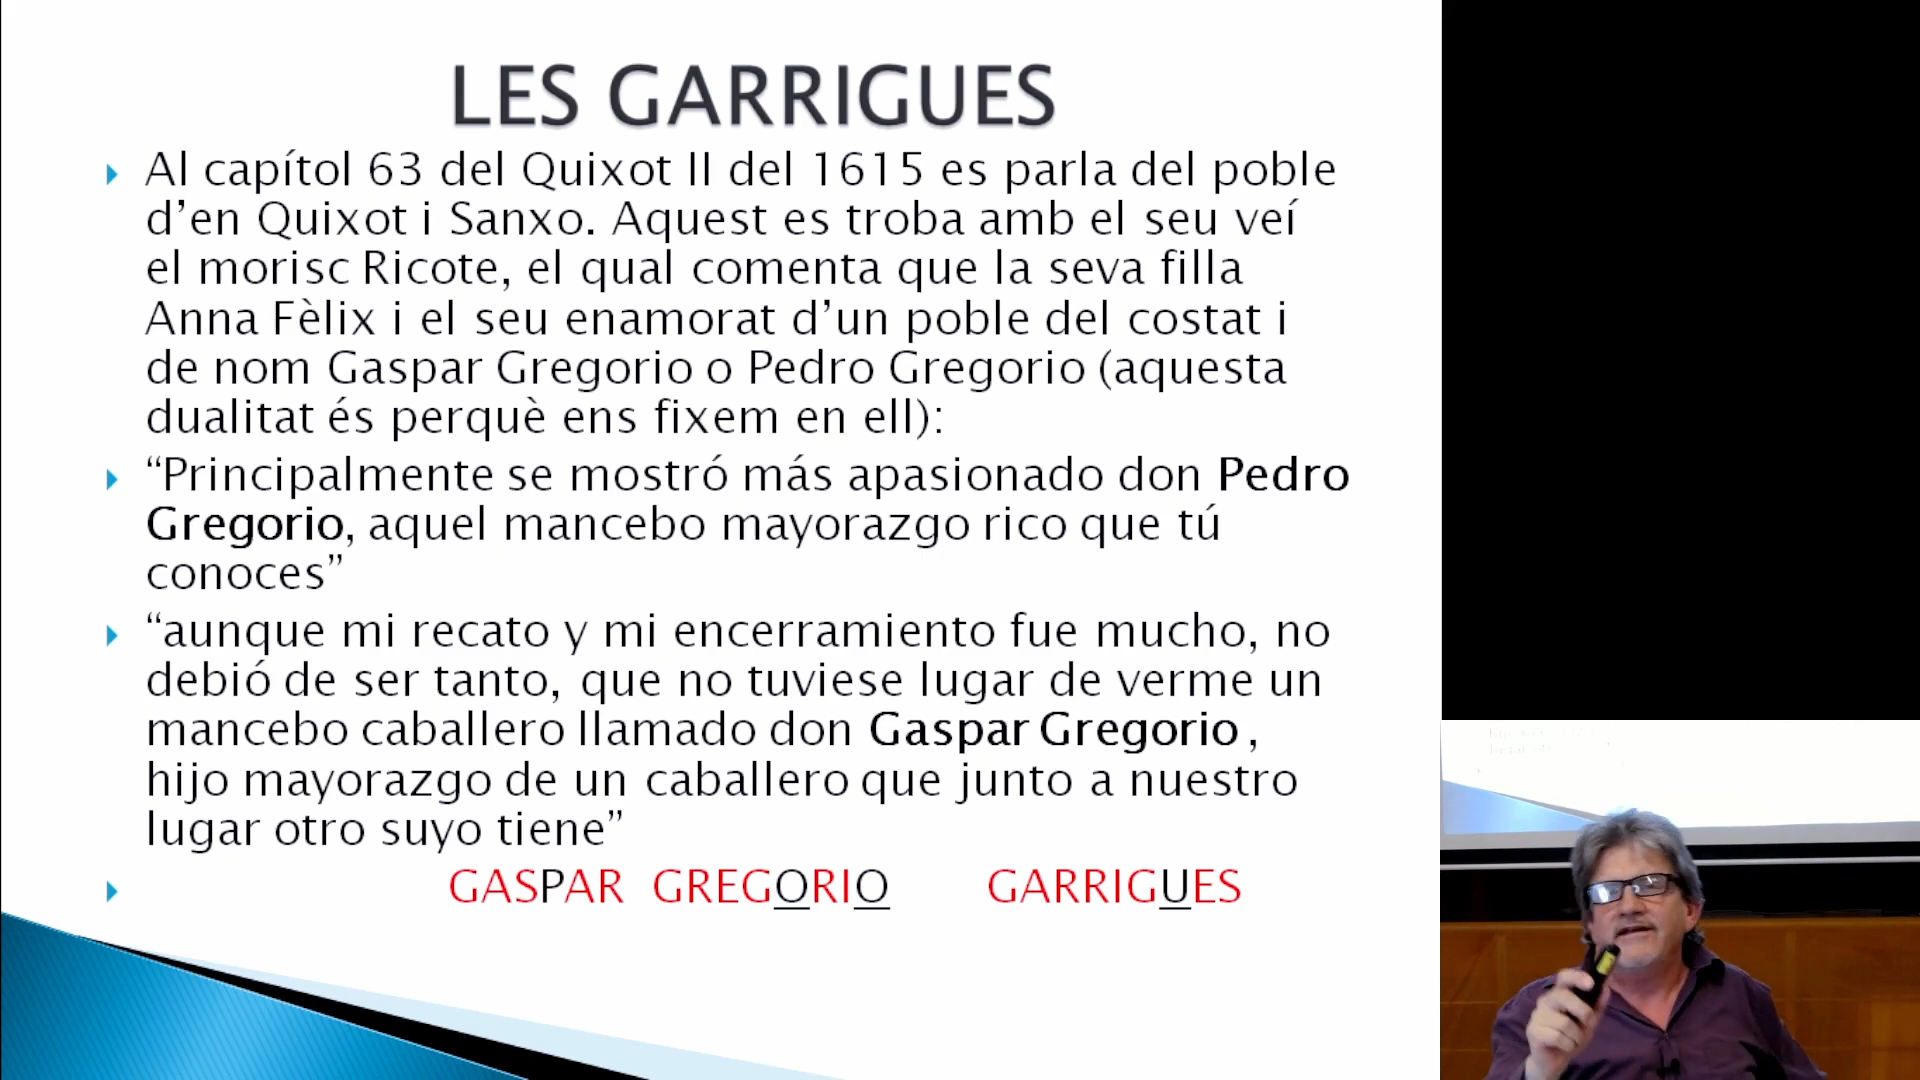 LES GARRIGUES
Al capítol 63 del Quixot II del 1615 es parla del poble
d’en Quixot i Sanxo. Aquest es troba amb el seu veí
el morisc Ricote, el qual comenta que la seva filla
Anna Fèlix i el seu enamorat d’un poble del costat i
de nom Gaspar Gregorio o Pedro Gregorio (aquesta
dualitat és perquè ens fixem en ell):
“Principalmente se mostró más apasionado don Pedro
Gregorio, aquel mancebo mayorazgo rico que tú
conoces”
“aunque mi recato y mi encerramiento fue mucho, no
debió de ser tanto, que no tuviese lugar de verme un
mancebo caballero llamado don Gaspar Gregorio ,
hijo mayorazgo de un caballero que junto a nuestro
lugar otro suyo tiene”
GASPAR GREGORIO GARRIGUES